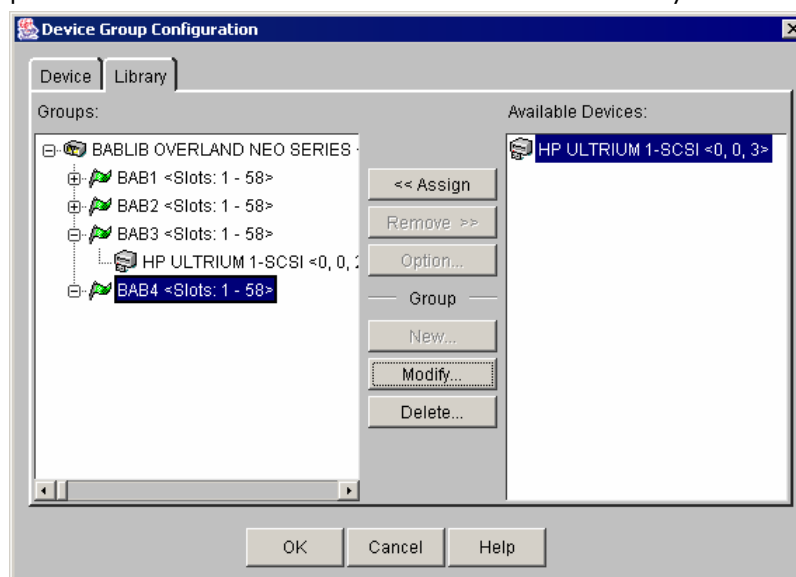 Device Group Configuration
Device
Library
Groups:
Available Devices:
BABLIB OVERLAND NEO SERIES
BAB1 <Slots: 1 - 58>
BAB2 <Slots: 1 - 58>
BAB3 <Slots: 1 - 58>
HP ULTRIUM 1-SCSI <0, 0,
BAB4 <Slots: 1 - 58>
<< Assign
Remove >>
Option...
Group
New...
Modify...
Delete...
HP ULTRIUM 1-SCSI <0, 0, 3>
OK
Cancel
Help